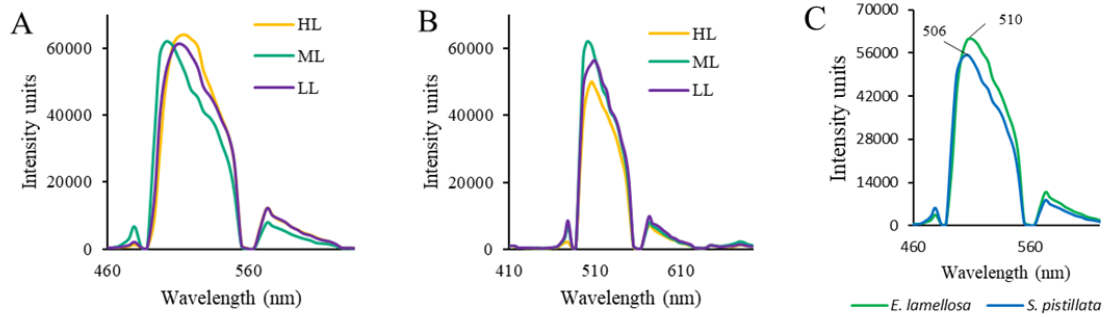 A
HL
ML
LL
Intensity units
60000
40000
20000
0
460
560
Wavelength (nm)
B
HL
ML
LL
Intensity units
60000
40000
20000
0
410
510
610
Wavelength (nm)
C
506
510
Intensity units
70000
56000
42000
28000
14000
0
460
560
Wavelength (nm)
E. lamellosa
S. pistillata